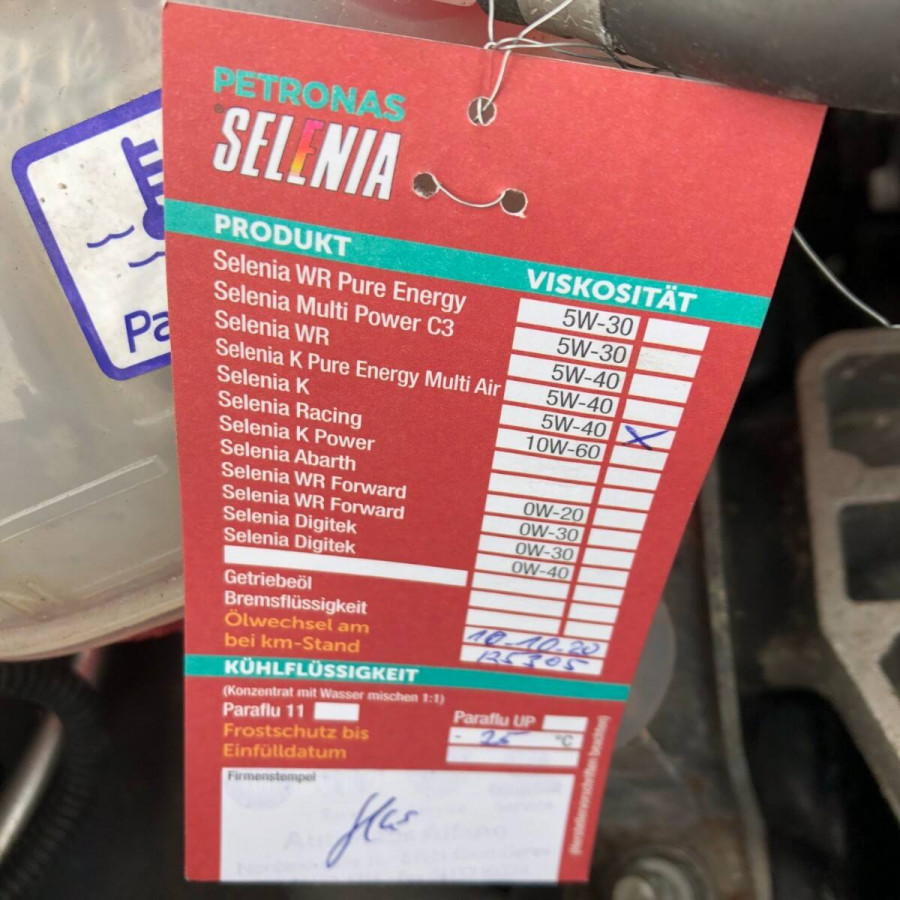 PETRONAS
SELENIA
PRODUKT VISKOSITÄT
Selenia WR Pure Energy 5W-30
Selenia Multi Power C3 5W-30
Selenia WR 5W-40
Selenia K Pure Energy Multi Air 5W-40
Selenia K 5W-40 X
Selenia Racing 10W-60
Selenia K Power
Selenia Abarth
Selenia WR Forward 0W-20
Selenia WR Forward 0W-30
Selenia Digitek 0W-30
Selenia Digitek 0W-40
Getriebeöl
Bremsflüssigkeit
Ölwechsel am
bei km-Stand 125305
KÜHLFLÜSSIGKEIT
(Konzentrat mit Wasser mischen 1:1)
Paraflu 11 Paraflu UP
Frostschutz bis - 25 °C
Einfülldatum
Firmenstempel
Herstellervorschriften beachten
Pa